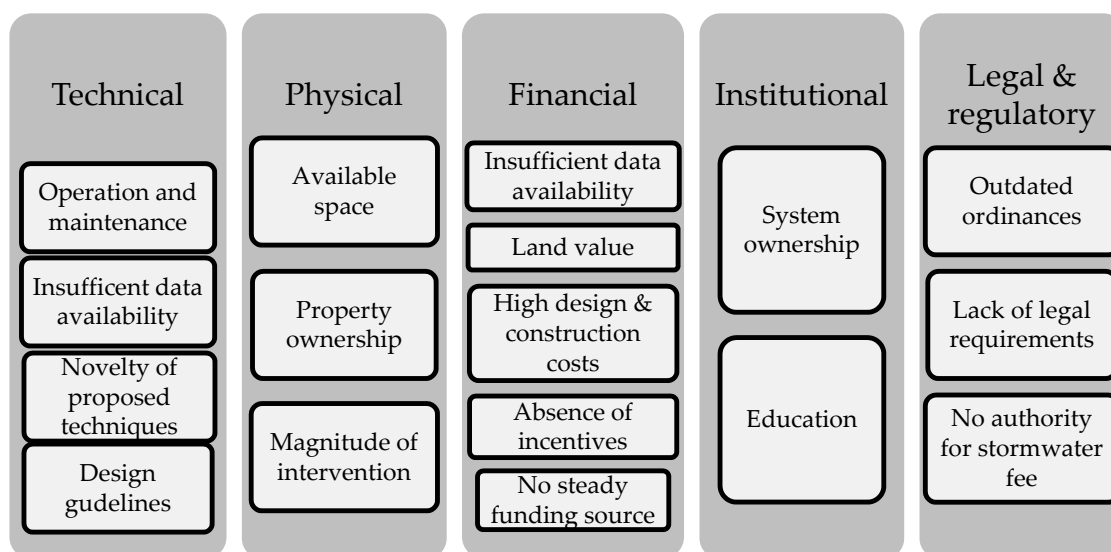 Technical
Operation and
maintenance
Insufficent data
availability
Novelty of
proposed
techniques
Design
gudelines
Physical
Available
space
Property
ownership
Magnitude of
intervention
Financial
Insufficient data
availability
Land value
High design &
construction
costs
Absence of
incentives
No steady
funding source
Institutional
System
ownership
Education
Legal &
regulatory
Outdated
ordinances
Lack of legal
requirements
No authority
for stormwater
fee